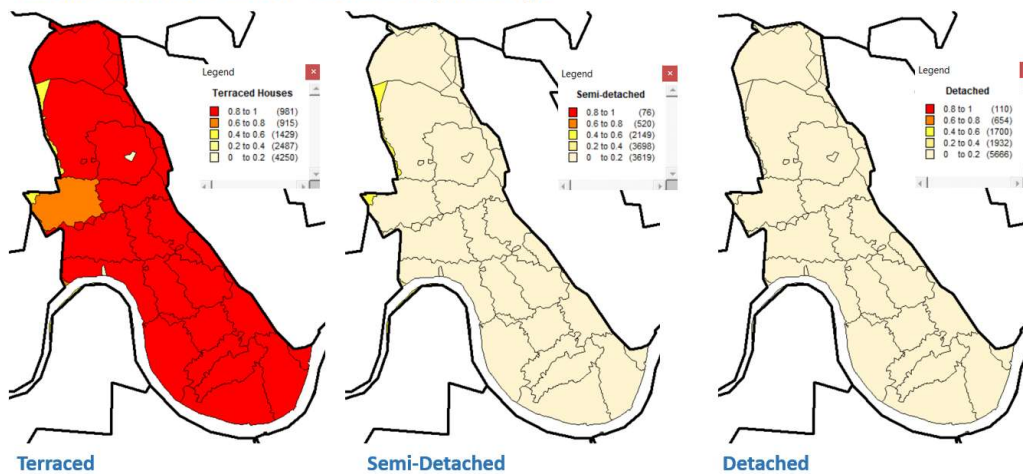 Legend
Terraced Houses
0.8 to 1 (981)
0.6 to 0.8 (915)
0.4 to 0.6 (1429)
0.2 to 0.4 (2487)
0 to 0.2 (4250)
Terraced
Legend
Semi-detached
0.8 to 1 (76)
0.6 to 0.8 (520)
0.4 to 0.6 (2149)
0.2 to 0.4 (3698)
0 to 0.2 (3619)
Semi-Detached
Legend
Detached
0.8 to 1 (110)
0.6 to 0.8 (654)
0.4 to 0.6 (1700)
0.2 to 0.4 (1932)
0 to 0.2 (5666)
Detached